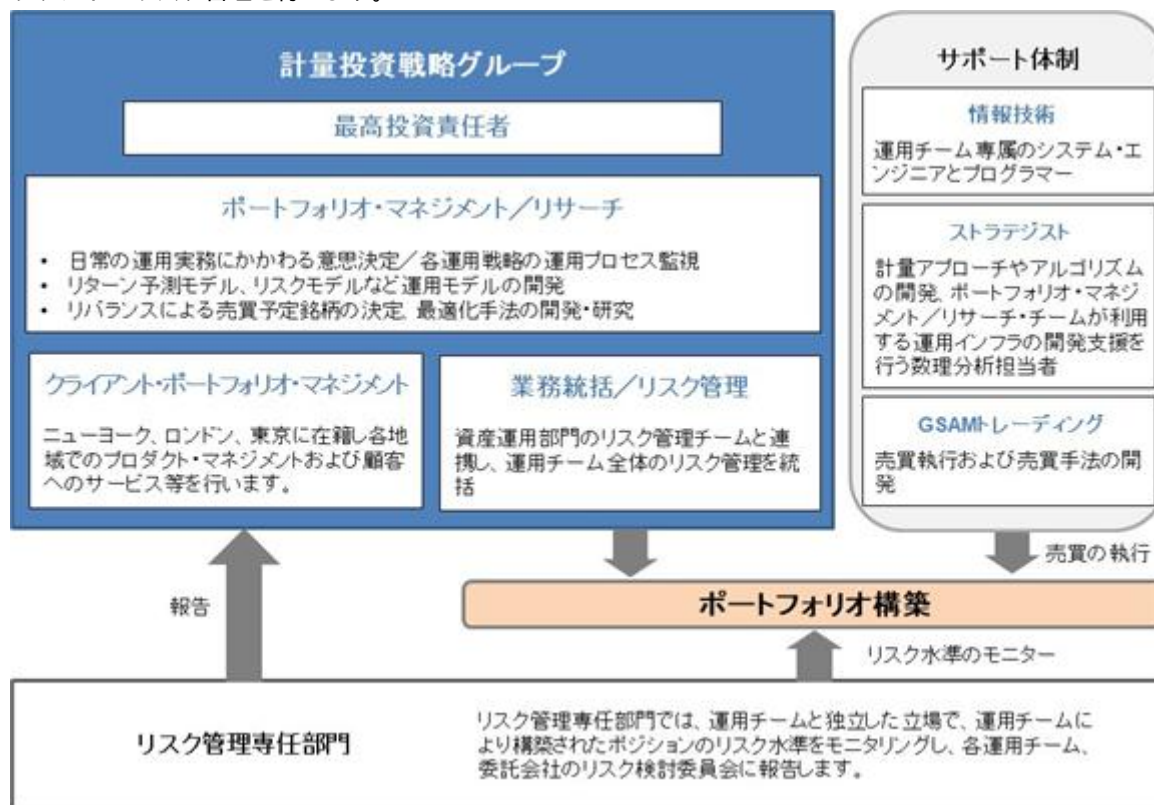 計量投資戦略グループ
最高投資責任者
ポートフォリオ・マネジメント／リサーチ
• 日常の運用実務にかかわる意思決定／各運用戦略の運用プロセス監視
• リターン予測モデル、リスクモデルなど運用モデルの開発
• リバランスによる売買予定銘柄の決定、最適化手法の開発・研究
クライアント・ポートフォリオ・マネジメント
ニューヨーク、ロンドン、東京に在籍し各地
域でのプロダクト・マネジメントおよび顧客
へのサービス等を行います。
業務統括／リスク管理
資産運用部門のリスク管理チームと連
携し、運用チーム全体のリスク管理を統
括
サポート体制
情報技術
運用チーム専属のシステム・エ
ンジニアとプログラマー
ストラテジスト
計量アプローチやアルゴリズム
の開発、ポートフォリオ・マネジ
メント／リサーチ・チームが利用
する運用インフラの開発支援を
行う数理分析担当者
GSAMトレーディング
売買執行および売買手法の開
発
売買の執行
報告
ポートフォリオ構築
リスク水準のモニター
リスク管理専任部門
リスク管理専任部門では、運用チームと独立した立場で、運用チームに
より構築されたポジションのリスク水準をモニタリングし、各運用チーム、
委託会社のリスク検討委員会に報告します。